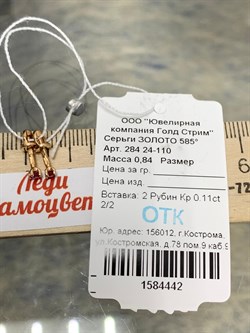 ООО "Ювелирная
компания Голд Стрим"
Серьги ЗОЛОТО 585°
Арт. 284 24-110
Масса 0,84 Размер
Цена за гр.
Цена изд.
Вставка: 2 Рубин Кр 0.11ct
2/2
ОТК
Юр. адрес: 156012, г.Кострома,
ул.Костромская, д.78 пом.9 каб.9
1584442
Леди
амоцвет
6